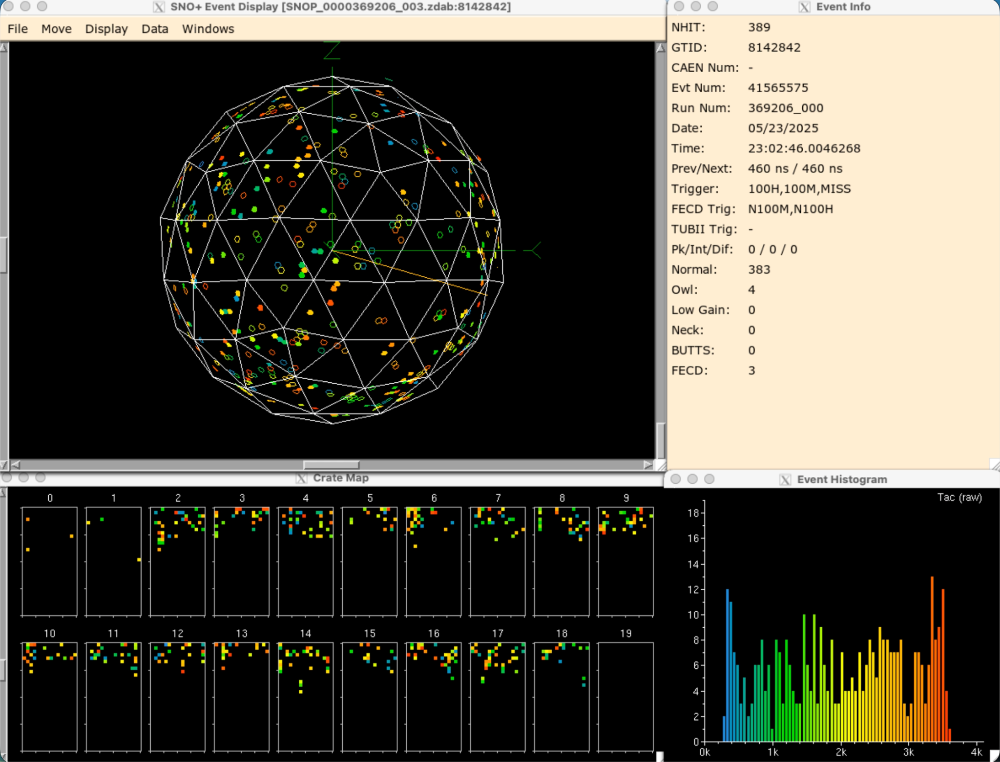 SNO+ Event Display [SNOP_0000369206_003.zdab:8142842]
File Move Display Data Windows
Z
Y
Event Info
NHIT: 389
GTID: 8142842
CAEN Num: -
Evt Num: 41565575
Run Num: 369206_000
Date: 05/23/2025
Time: 23:02:46.0046268
Prev/Next: 460 ns / 460 ns
Trigger: 100H,100M,MISS
FECD Trig: N100M,N100H
TUBII Trig: -
Pk/Int/Dif: 0 / 0 / 0
Normal: 383
Owl: 4
Low Gain: 0
Neck: 0
BUTTS: 0
FECD: 3
Crate Map
0 1 2 3 4 5 6 7 8 9
10 11 12 13 14 15 16 17 18 19
Event Histogram
Tac (raw)
18
16
14
12
10
8
6
4
2
0
0k 1k 2k 3k 4k